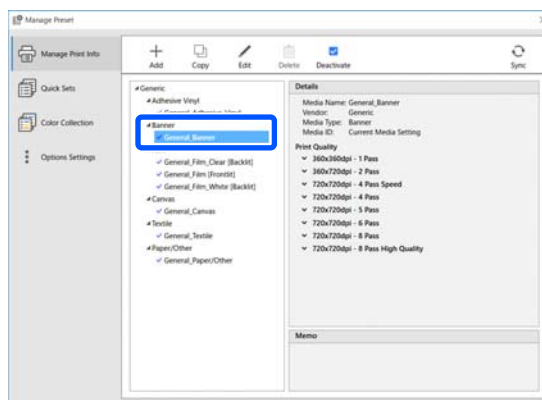 Manage Preset
Manage Print Info
Quick Sets
Color Collection
Options Settings
Add
Copy
Edit
Delete
Deactivate
Sync
Generic
Adhesive Vinyl
General_Adhesive_Vinyl
Banner
General_Banner
General_Film_Clear [Backlit]
General_Film [Frontlit]
General_Film_White [Backlit]
Canvas
General_Canvas
Textile
General_Textile
Paper/Other
General_Paper/Other
Details
Media Name: General_Banner
Vendor: Generic
Media Type: Banner
Media ID: Current Media Setting
Print Quality
360x360dpi - 1 Pass
360x720dpi - 2 Pass
720x720dpi - 4 Pass Speed
720x720dpi - 4 Pass
720x720dpi - 5 Pass
720x720dpi - 6 Pass
720x720dpi - 8 Pass
720x720dpi - 8 Pass High Quality
Memo